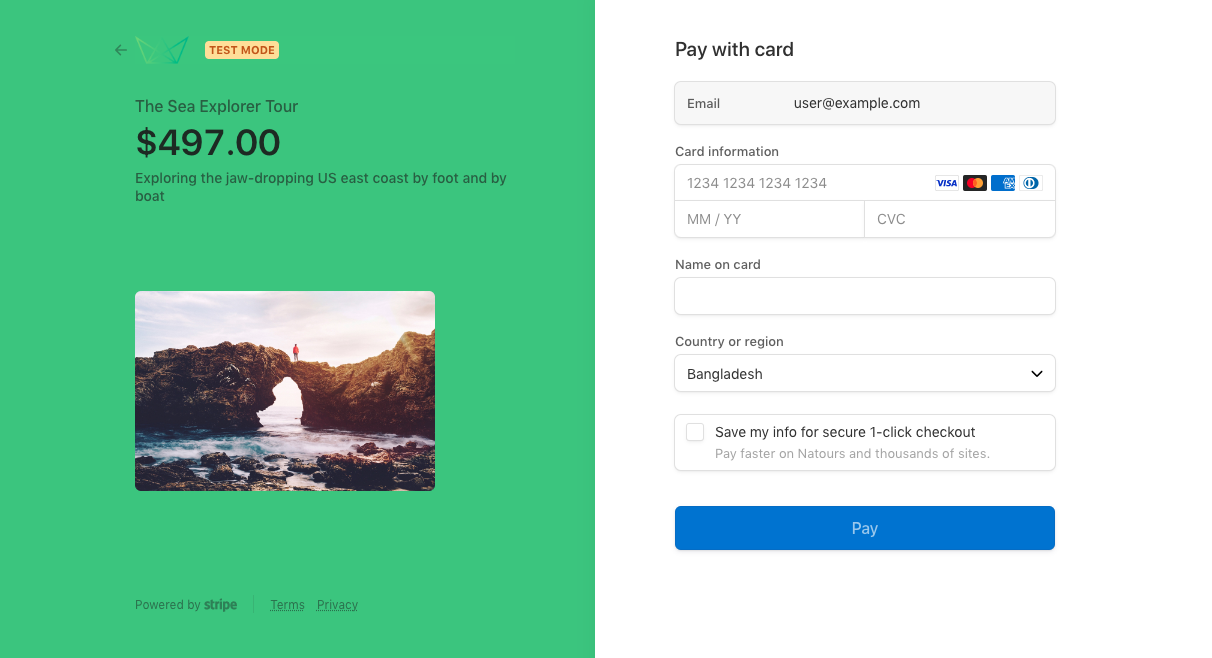 TEST MODE
The Sea Explorer Tour
$497.00
Exploring the jaw-dropping US east coast by foot and by
boat
Powered by stripe
Terms Privacy
Pay with card
Email user@example.com
Card information
1234 1234 1234 1234 VISA
MM / YY CVC
Name on card
Country or region
Bangladesh
Save my info for secure 1-click checkout
Pay faster on Natours and thousands of sites.
Pay